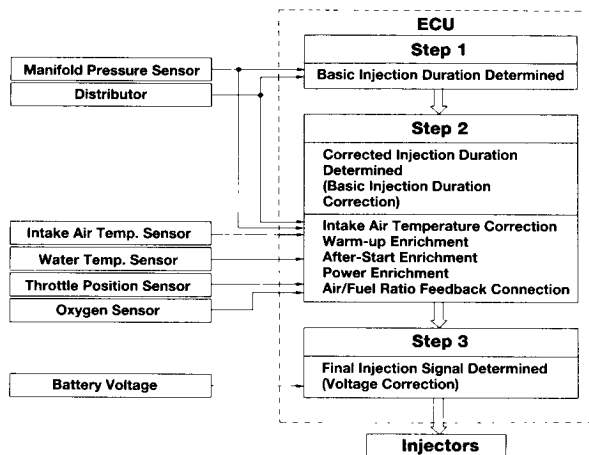 ECU
Step 1
Manifold Pressure Sensor
Basic Injection Duration Determined
Distributor
Step 2
Corrected Injection Duration
Determined
(Basic Injection Duration
Correction)
Intake Air Temp. Sensor
Intake Air Temperature Correction
Warm-up Enrichment
Water Temp. Sensor
After-Start Enrichment
Power Enrichment
Throttle Position Sensor
Air/Fuel Ratio Feedback Connection
Oxygen Sensor
Step 3
Final Injection Signal Determined
Battery Voltage
(Voltage Correction)
Injectors